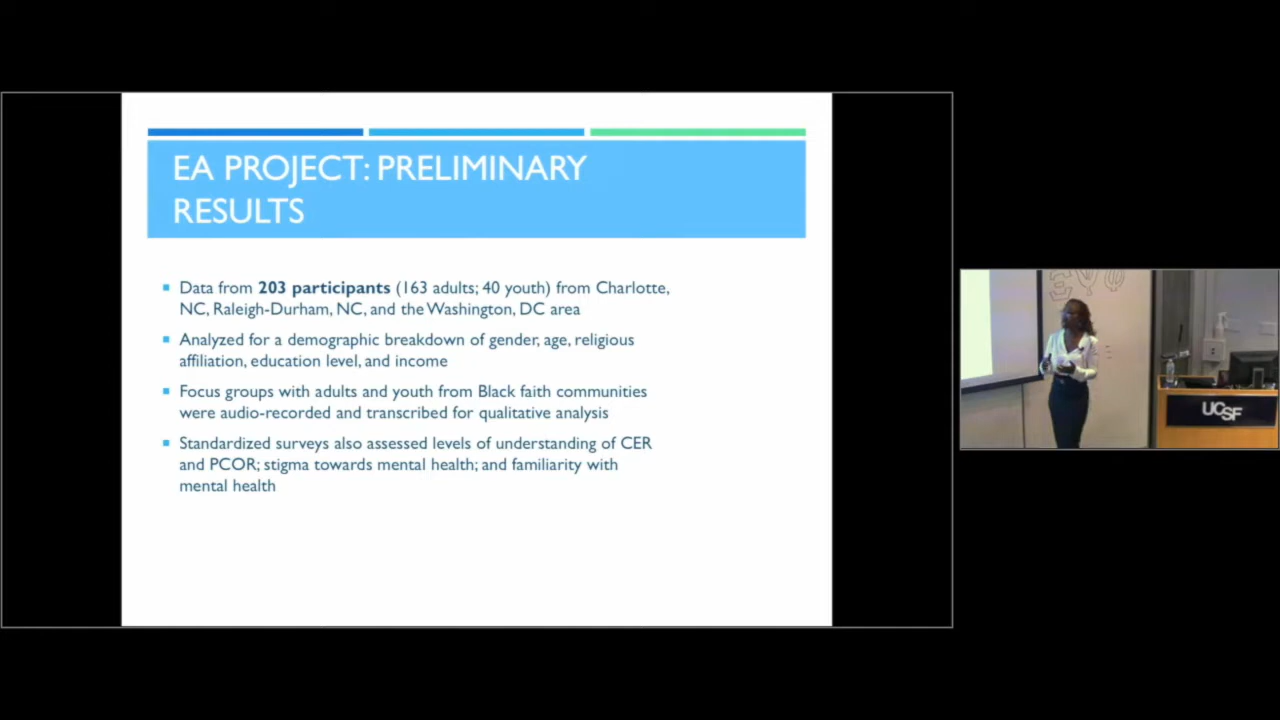 EA PROJECT: PRELIMINARY
RESULTS
Data from 203 participants (163 adults; 40 youth) from Charlotte,
NC, Raleigh-Durham, NC, and the Washington, DC area
Analyzed for a demographic breakdown of gender, age, religious
affiliation, education level, and income
Focus groups with adults and youth from Black faith communities
were audio-recorded and transcribed for qualitative analysis
Standardized surveys also assessed levels of understanding of CER
and PCOR; stigma towards mental health; and familiarity with
mental health
ΕΨΦ
UCSF